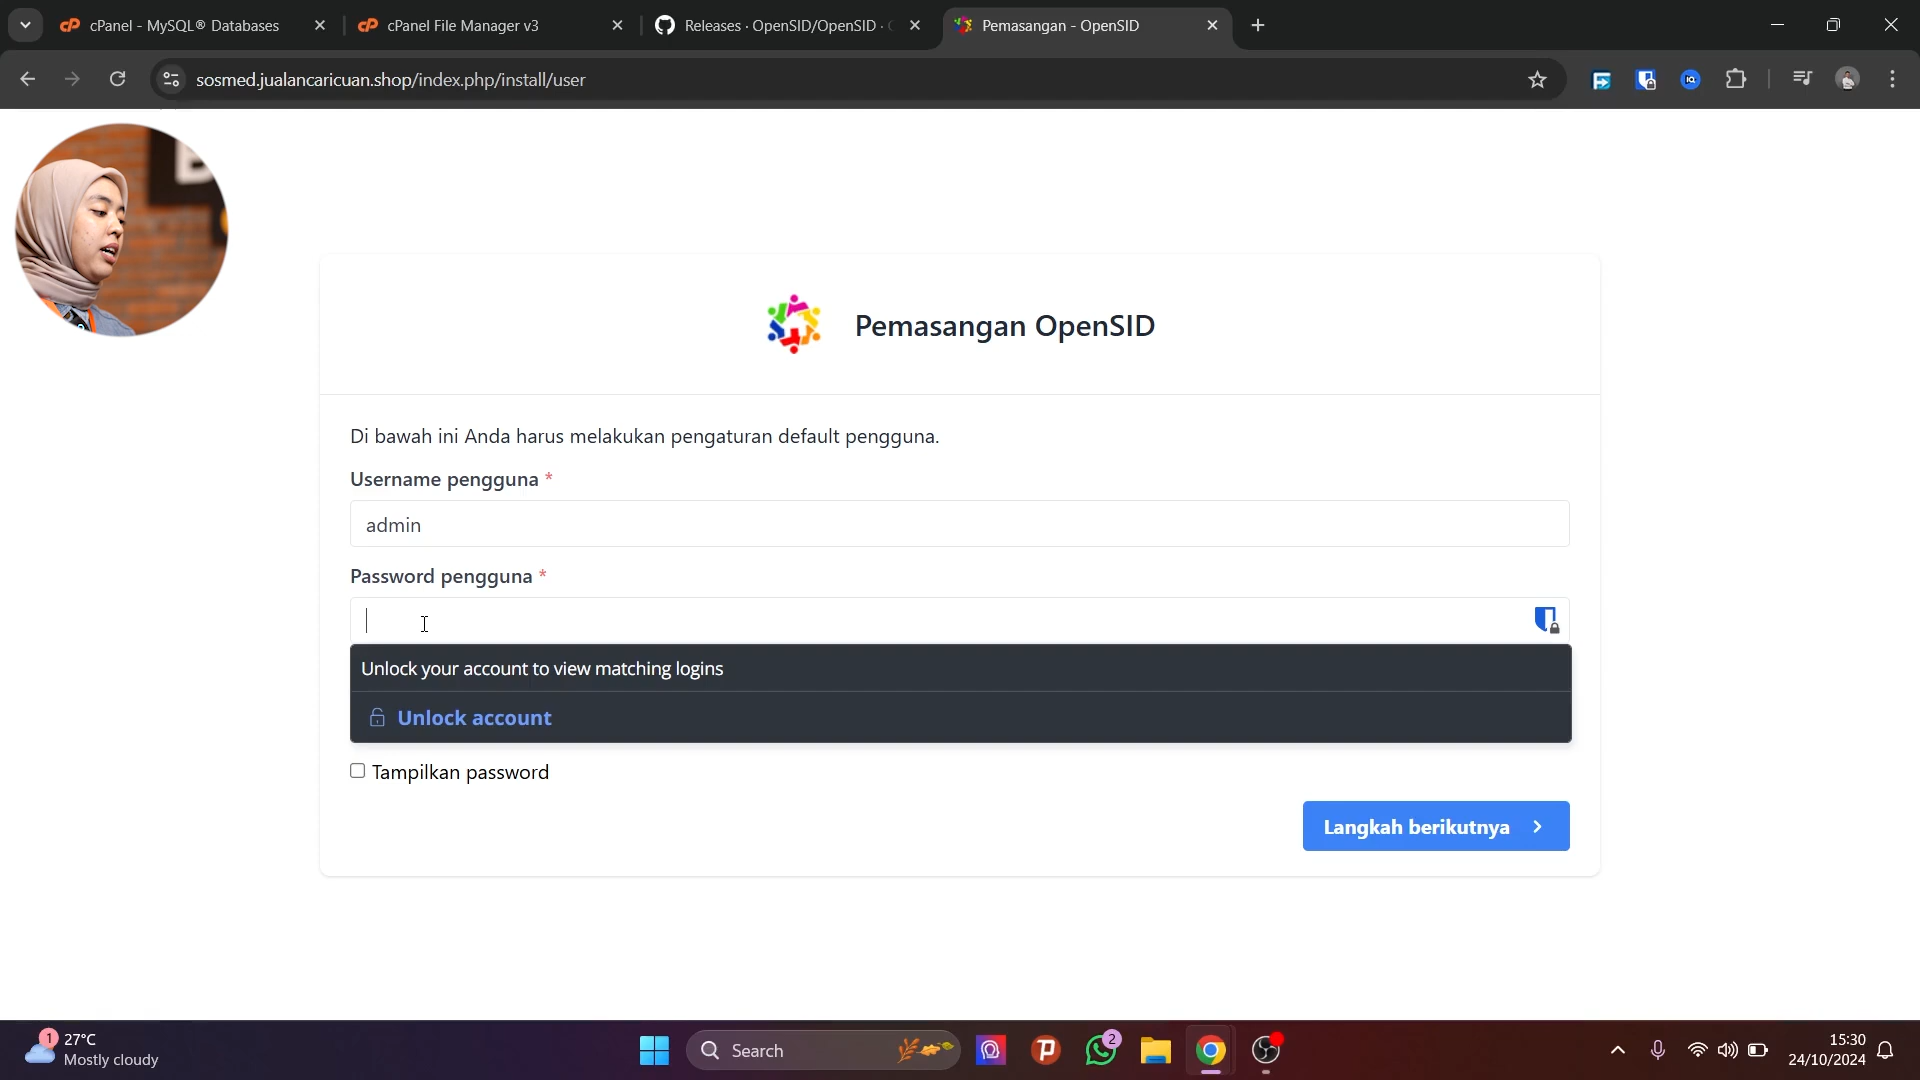 cPanel - MySQL® Databases
cPanel File Manager v3
Releases · OpenSID/OpenSID ·
Pemasangan - OpenSID
sosmed.jualancaricuan.shop/index.php/install/user
Pemasangan OpenSID
Di bawah ini Anda harus melakukan pengaturan default pengguna.
Username pengguna *
admin
Password pengguna *
Unlock your account to view matching logins
Unlock account
Tampilkan password
Langkah berikutnya
1
27°C
Mostly cloudy
Search
2
15:30
24/10/2024